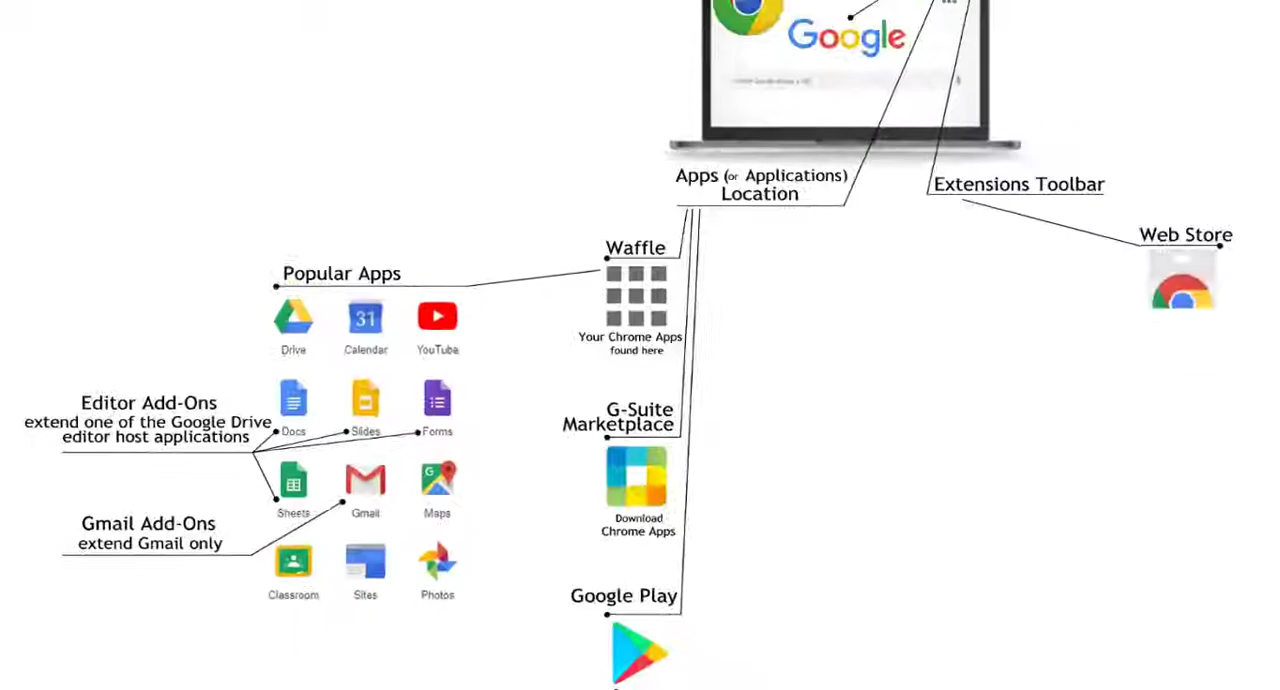 Google
Apps (or Applications)
Location
Extensions Toolbar
Web Store
Waffle
Your Chrome Apps
found here
Popular Apps
31
Drive
Calendar
YouTube
Editor Add-Ons
extend one of the Google Drive
editor host applications
Docs
Slides
Forms
G-Suite
Marketplace
Download
Chrome Apps
G
Sheets
Gmail
Maps
Gmail Add-Ons
extend Gmail only
Classroom
Sites
Photos
Google Play